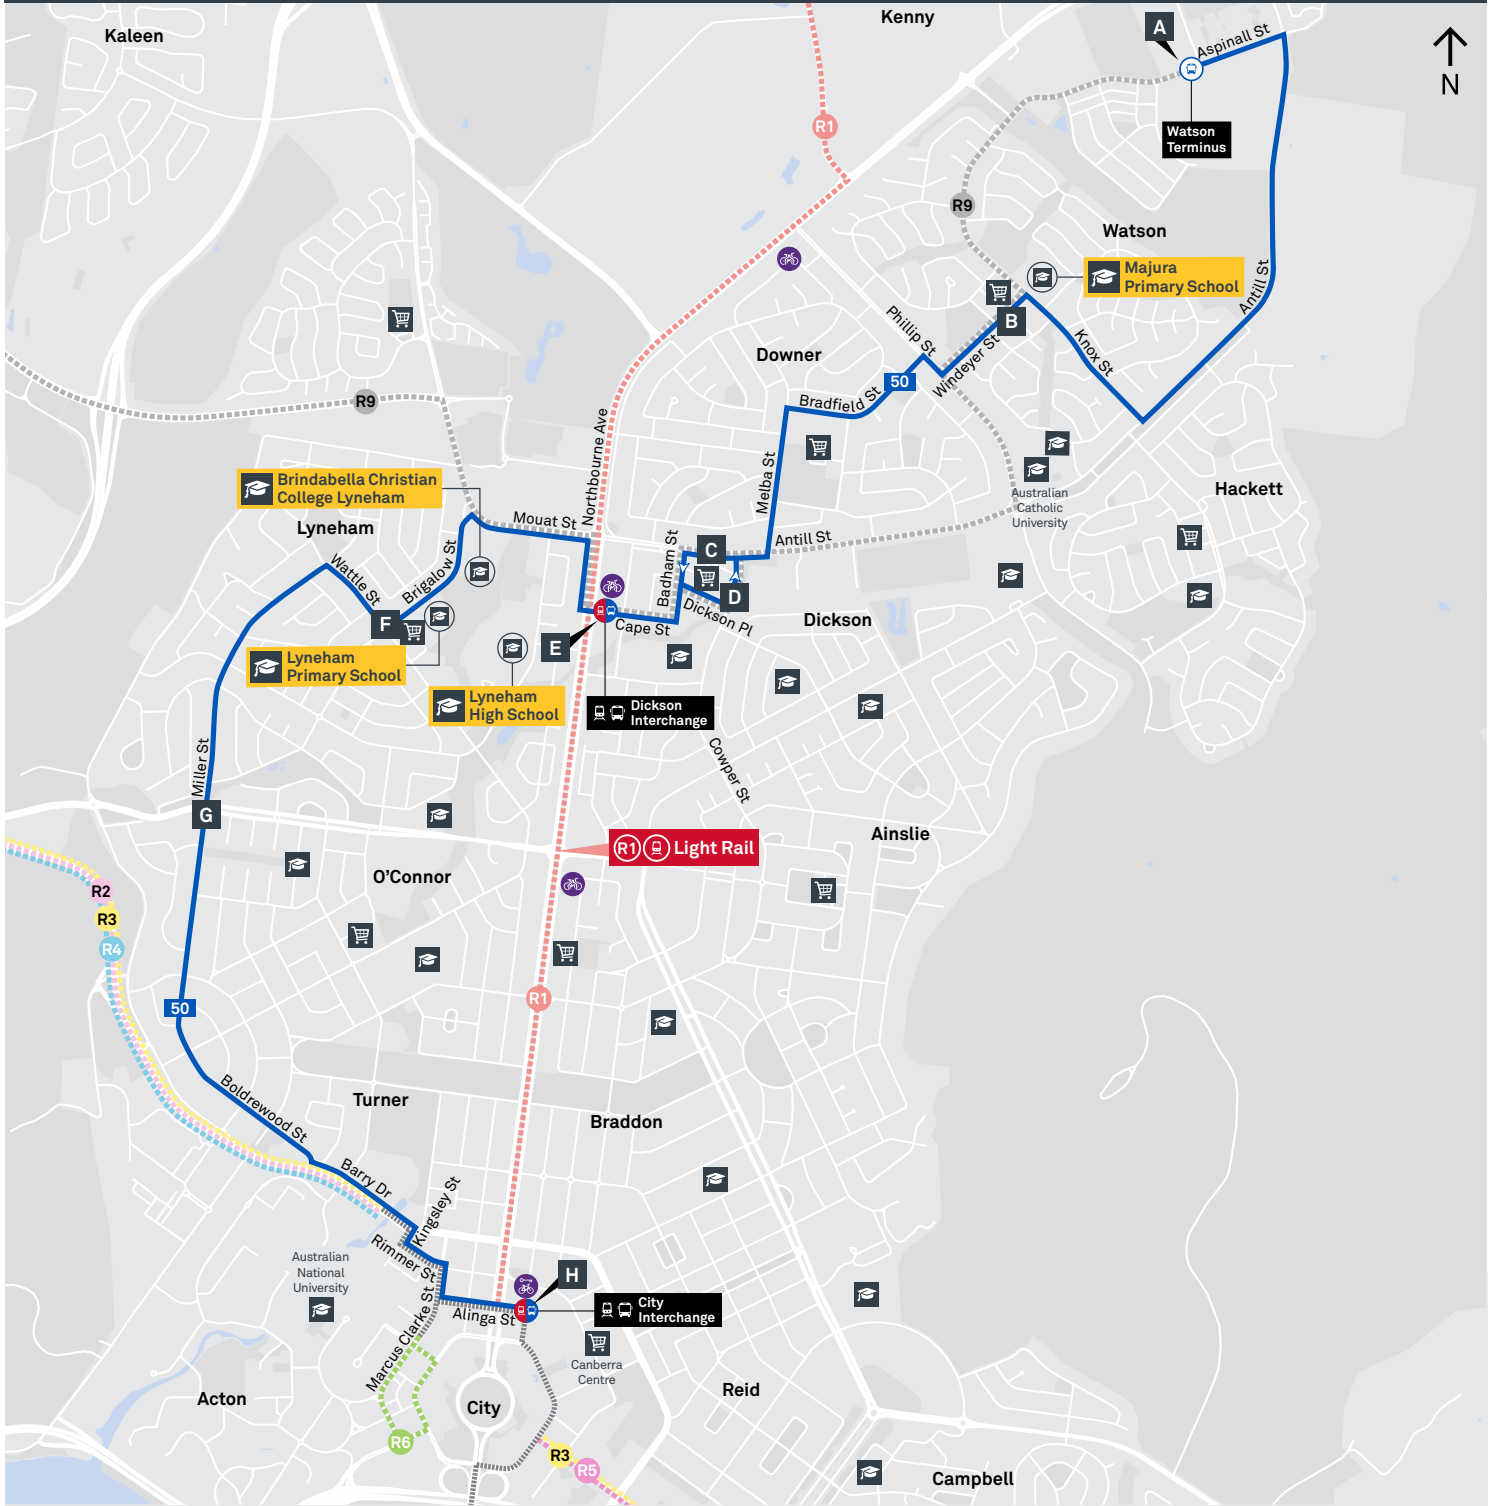 Kaleen
Kenny
A
Aspinall St
N
Watson
Terminus
R1
R9
Watson
Majura
Primary School
Antill St
B
Phillip St
Windeyer St
Knox St
Downer
50
Bradfield St
R9
Northbourne Ave
Melba St
Brindabella Christian
College Lyneham
Lyneham
Mouat St
Australian
Catholic
University
Hackett
Antill St
C
Badham St
Wattle St
Brigalow St
D
Dickson Pl
F
Cape St
Dickson
E
Lyneham
Primary School
Lyneham
High School
Dickson
Interchange
Miller St
Cowper St
G
R1 Light Rail
Ainslie
O'Connor
R2
R3
R4
R1
50
Boldrewood St
Turner
Braddon
Barry Dr
Kingsley St
Rimmer St
Australian
National
University
H
City
Interchange
Alinga St
Marcus Clarke St
Canberra
Centre
Acton
City
Reid
R6
R3
R5
Campbell